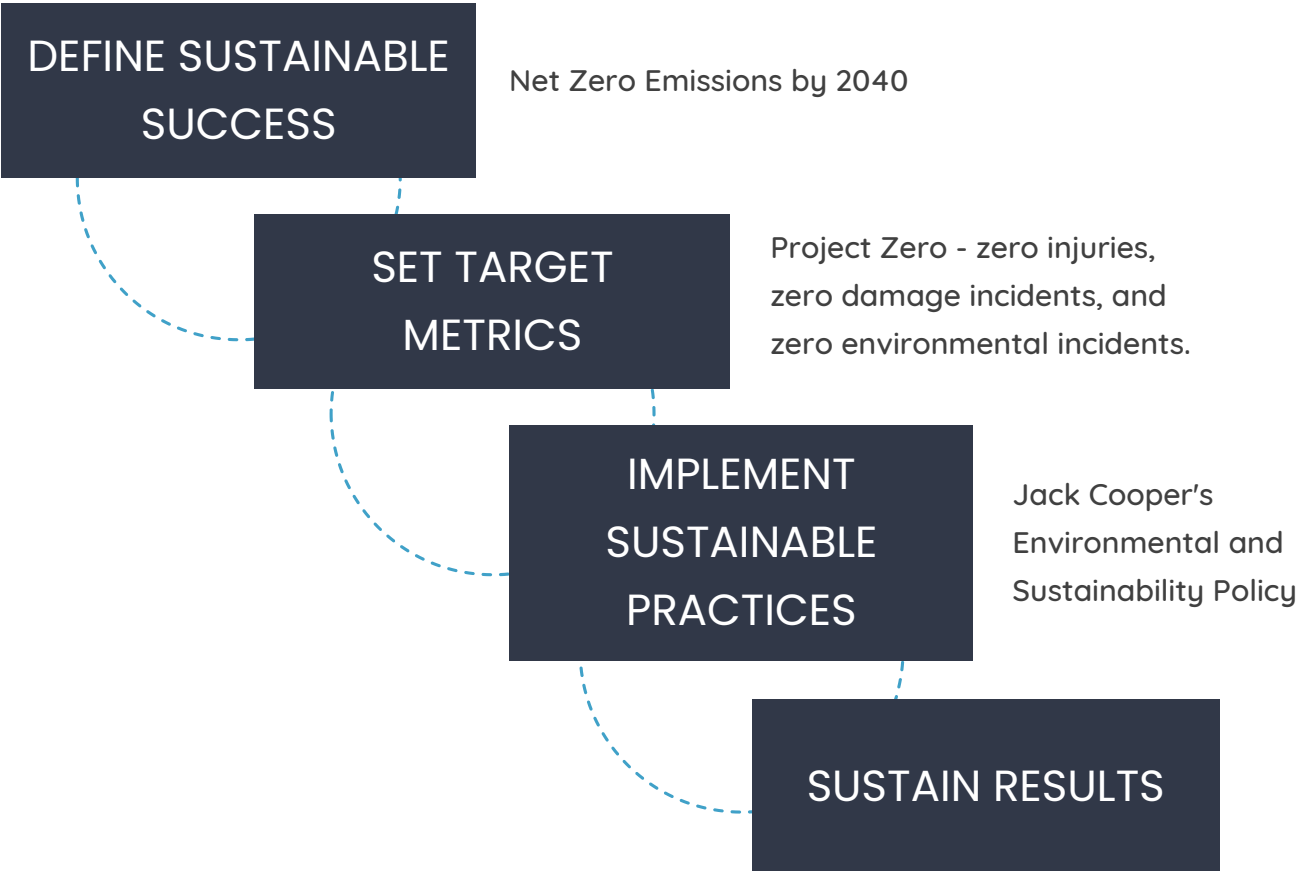 DEFINE SUSTAINABLE
SUCCESS
Net Zero Emissions by 2040
SET TARGET
METRICS
Project Zero - zero injuries,
zero damage incidents, and
zero environmental incidents.
IMPLEMENT
SUSTAINABLE
PRACTICES
Jack Cooper's
Environmental and
Sustainability Policy
SUSTAIN RESULTS